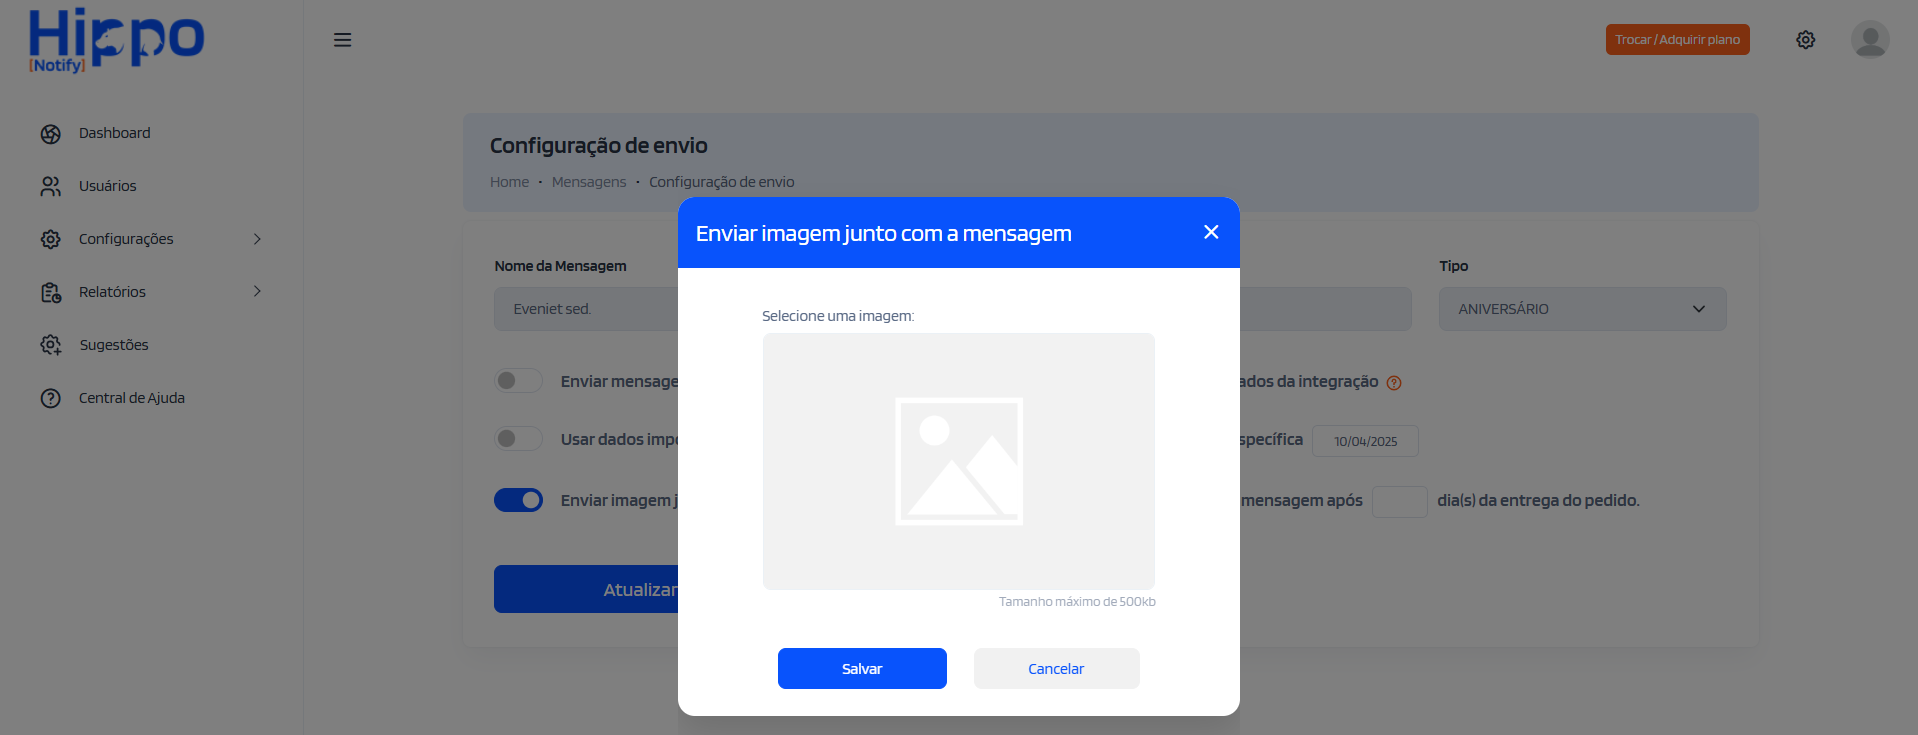 Hippo
[Notify]
Trocar/Adquirir plano
Dashboard
Usuários
Configurações
Relatórios
Sugestões
Central de Ajuda
Configuração de envio
Home · Mensagens · Configuração de envio
Enviar imagem junto com a mensagem
Nome da Mensagem
Tipo
Eveniet sed.
ANIVERSÁRIO
Selecione uma imagem:
Enviar mensage
ados da integração
Usar dados impo
specífica
10/04/2025
Enviar imagem j
mensagem após
dia(s) da entrega do pedido.
Atualizar
Tamanho máximo de 500kb
Salvar
Cancelar